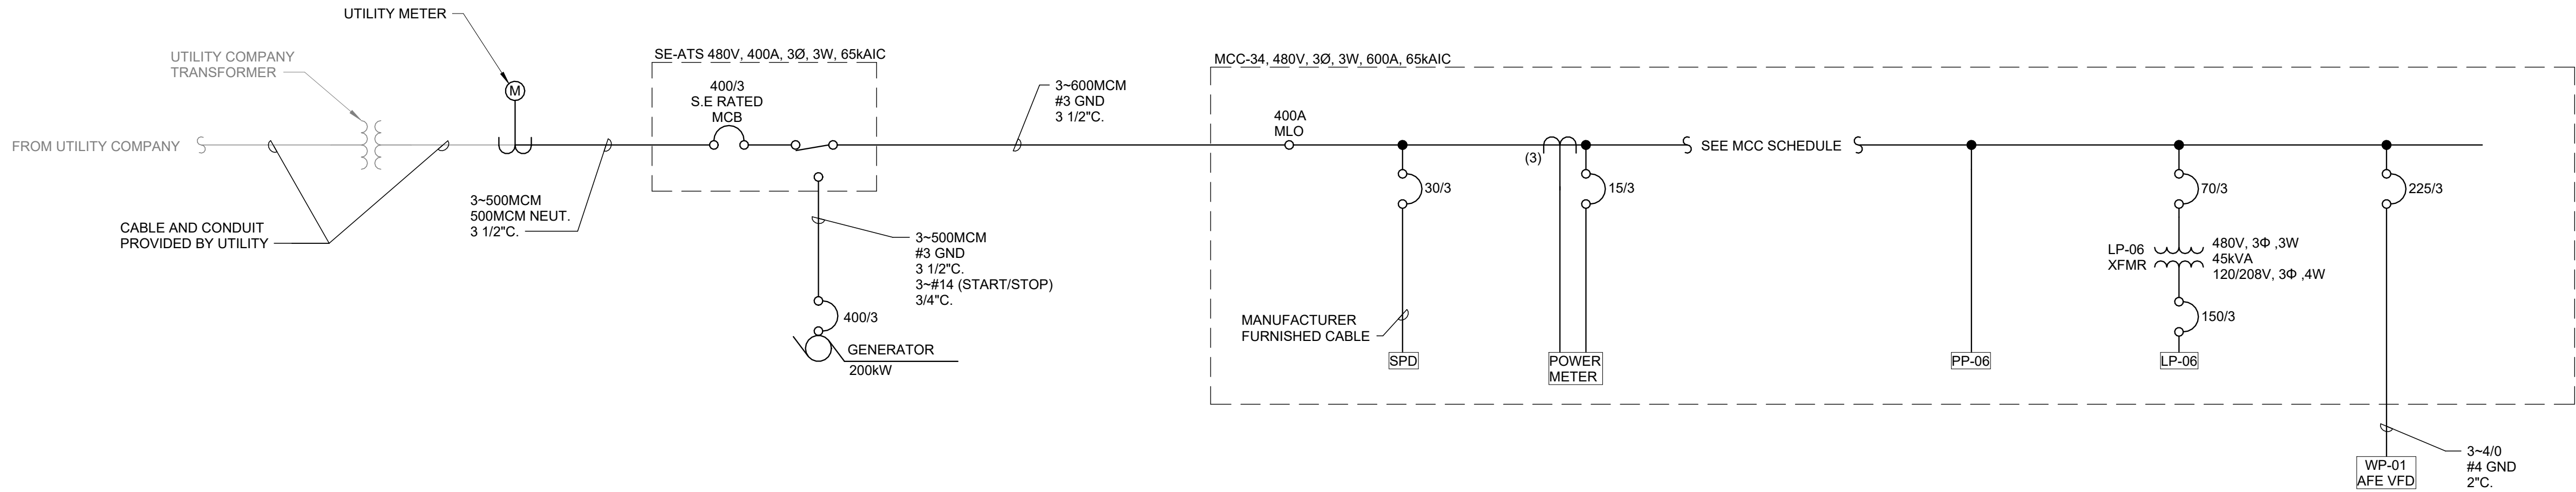 UTILITY METER
UTILITY COMPANY
TRANSFORMER
M
FROM UTILITY COMPANY
CABLE AND CONDUIT
PROVIDED BY UTILITY
3~500MCM
500MCM NEUT.
3 1/2"C.
SE-ATS 480V, 400A, 3Ø, 3W, 65kAIC
400/3
S.E RATED
MCB
3~500MCM
#3 GND
3 1/2"C.
3~#14 (START/STOP)
3/4"C.
400/3
GENERATOR
200kW
3~600MCM
#3 GND
3 1/2"C.
MCC-34, 480V, 3Ø, 3W, 600A, 65kAIC
400A
MLO
30/3
MANUFACTURER
FURNISHED CABLE
SPD
(3)
15/3
POWER
METER
SEE MCC SCHEDULE
PP-06
70/3
LP-06
XFMR
480V, 3Φ ,3W
45kVA
120/208V, 3Φ ,4W
150/3
LP-06
225/3
3~4/0
#4 GND
2"C.
WP-01
AFE VFD